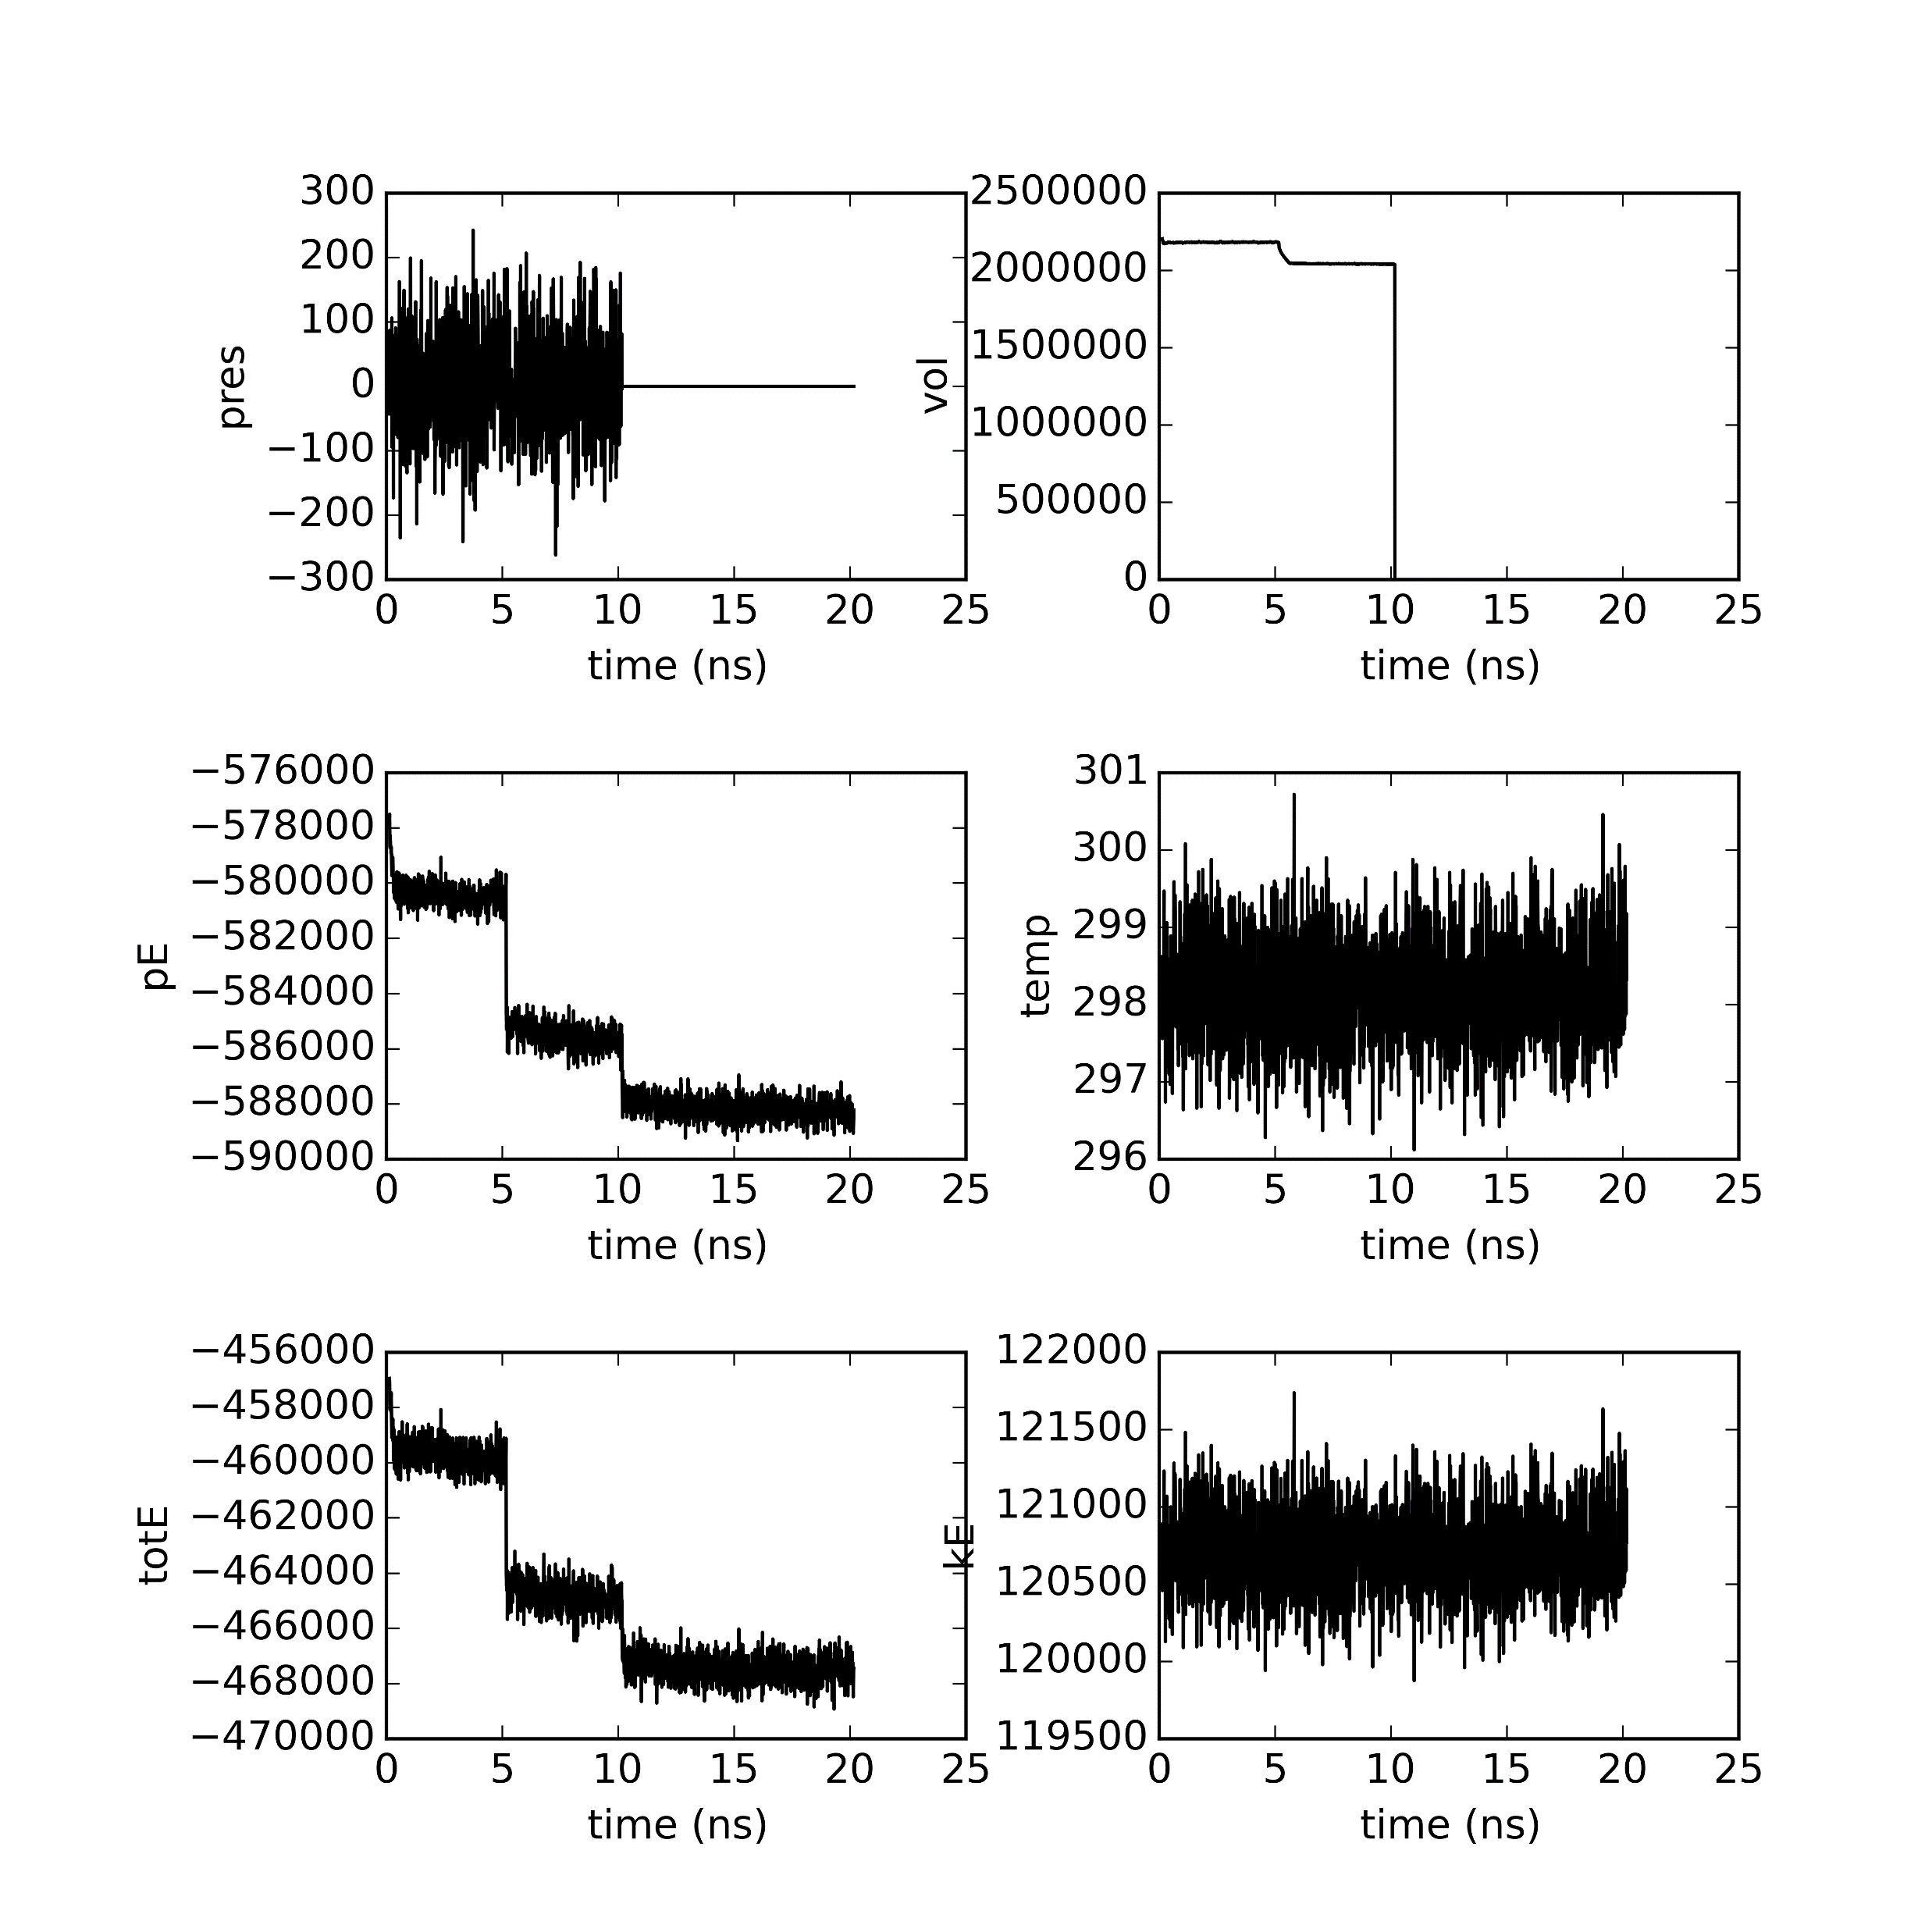 300
200
100
0
−100
−200
−300
pres
0 5 10 15 20 25
time (ns)
2500000
2000000
1500000
1000000
500000
0
vol
0 5 10 15 20 25
time (ns)
−576000
−578000
−580000
−582000
−584000
−586000
−588000
−590000
pE
0 5 10 15 20 25
time (ns)
301
300
299
298
297
296
temp
0 5 10 15 20 25
time (ns)
−456000
−458000
−460000
−462000
−464000
−466000
−468000
−470000
totE
0 5 10 15 20 25
time (ns)
122000
121500
121000
120500
120000
119500
kE
0 5 10 15 20 25
time (ns)